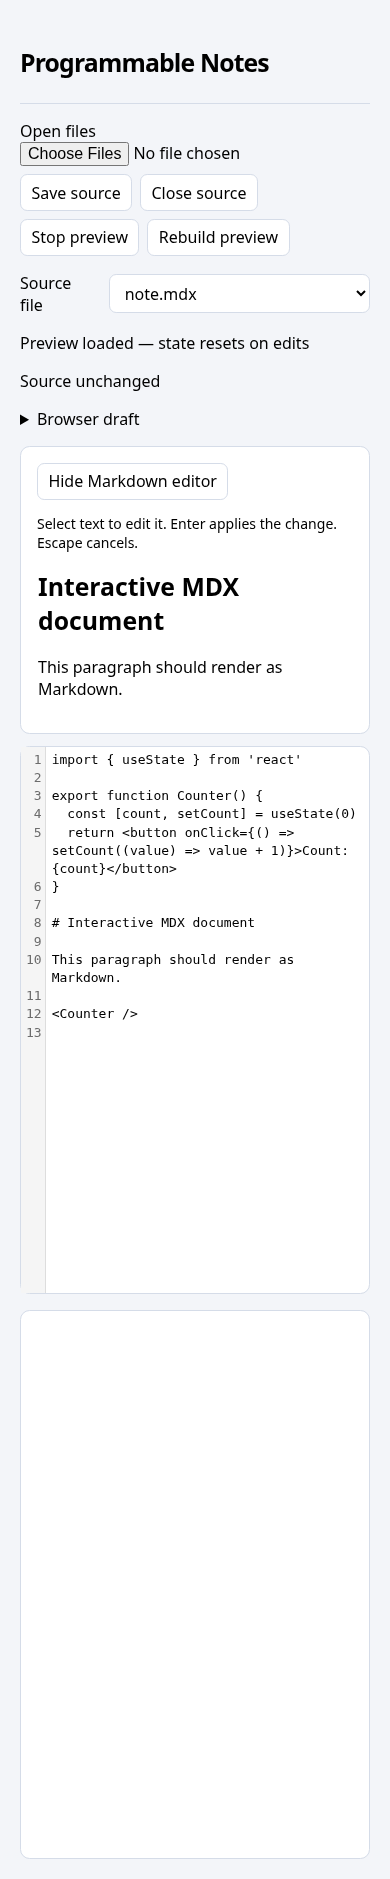 Programmable Notes
Open files
Choose Files No file chosen
Save source Close source
Stop preview Rebuild preview
Source
file
note.mdx
Preview loaded — state resets on edits
Source unchanged
Browser draft
Hide Markdown editor
Select text to edit it. Enter applies the change.
Escape cancels.
Interactive MDX
document
This paragraph should render as
Markdown.
1 import { useState } from 'react'
2
3 export function Counter() {
4   const [count, setCount] = useState(0)
5   return <button onClick={() =>
setCount((value) => value + 1)}>Count:
{count}</button>
6 }
7
8 # Interactive MDX document
9
10 This paragraph should render as
Markdown.
11
12 <Counter />
13